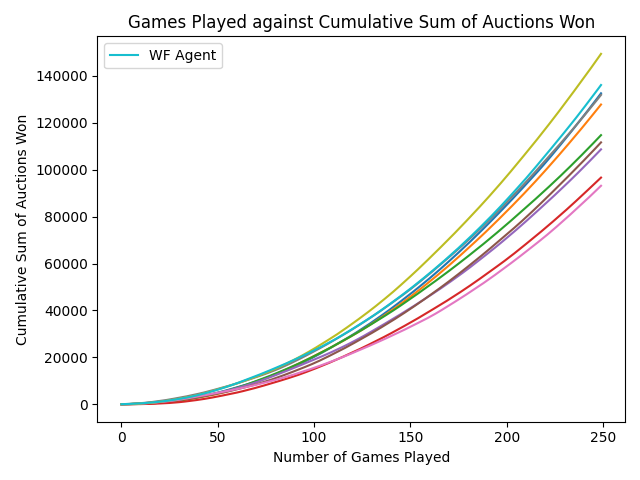 Games Played against Cumulative Sum of Auctions Won
WF Agent
Cumulative Sum of Auctions Won
140000
120000
100000
80000
60000
40000
20000
0
0 50 100 150 200 250
Number of Games Played